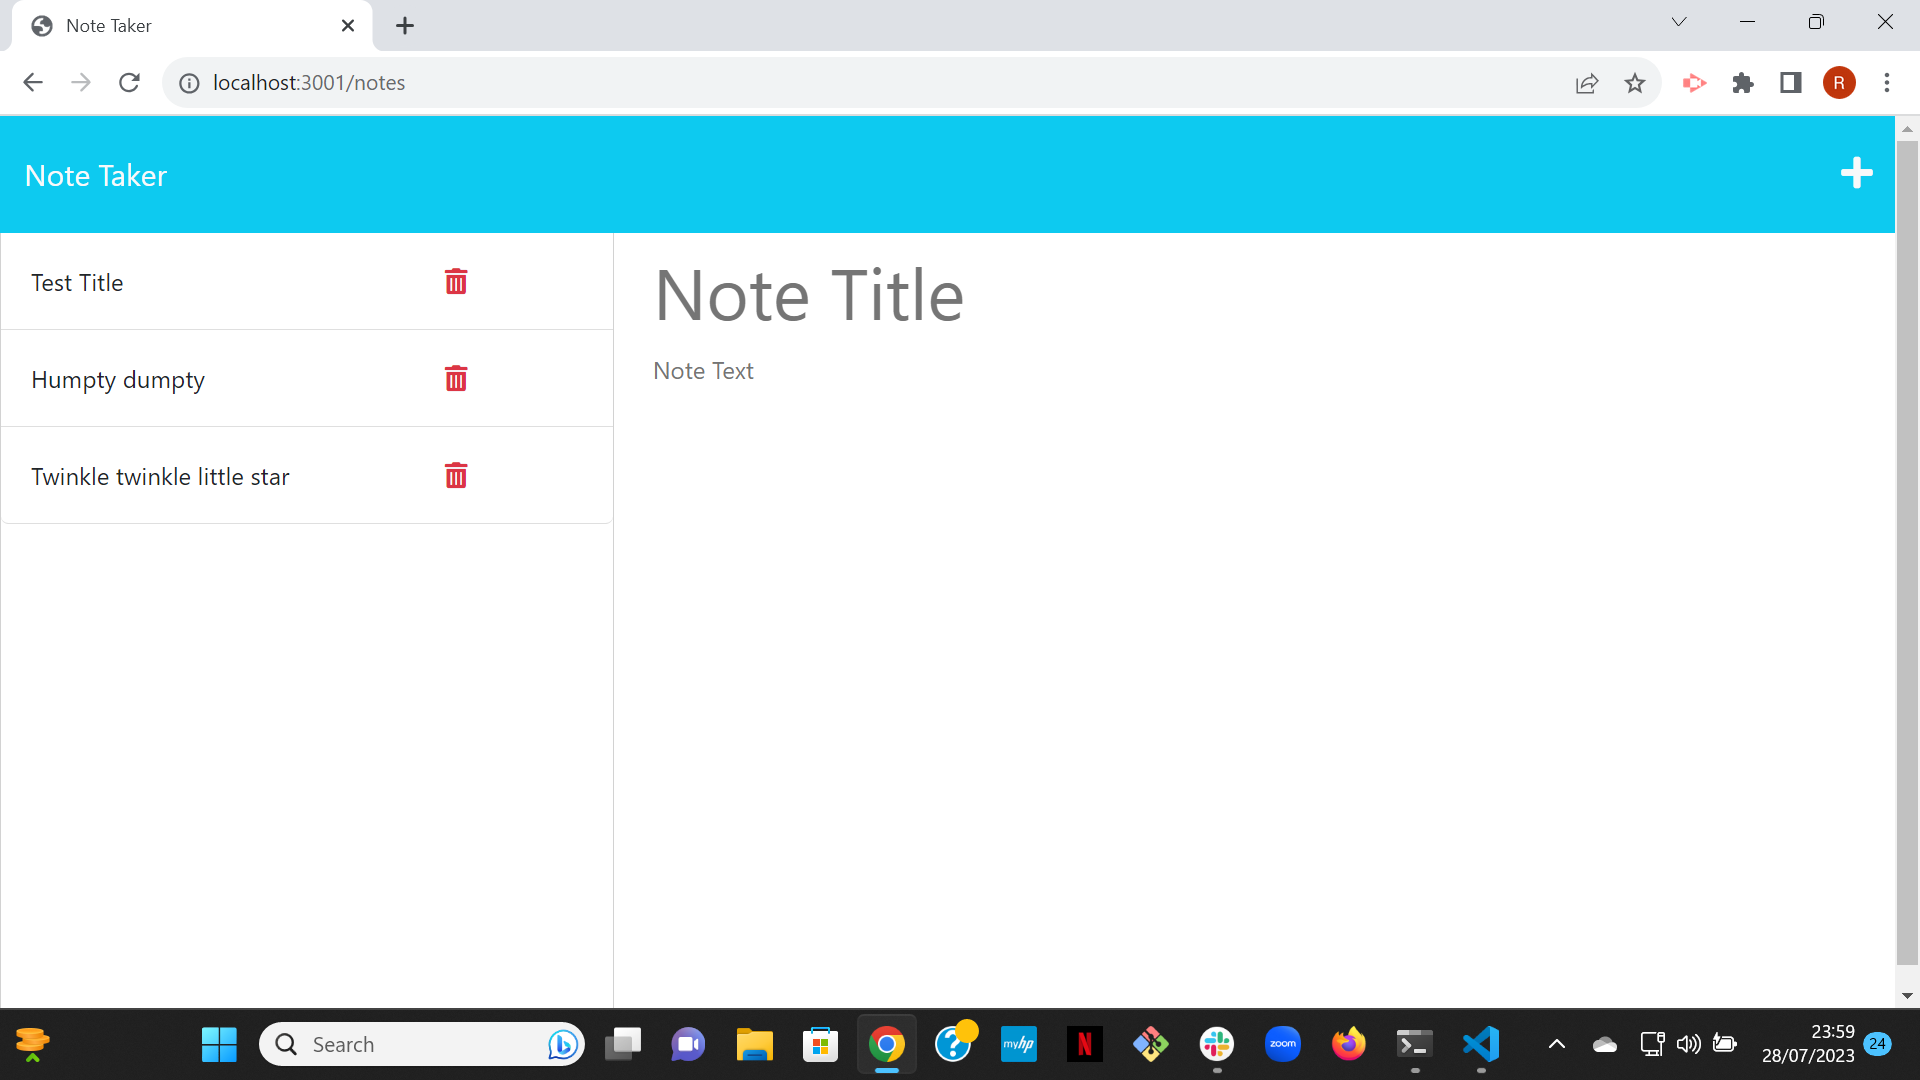 Note Taker
localhost:3001/notes
R
Note Taker
Test Title
Humpty dumpty
Twinkle twinkle little star
Note Title
Note Text
Search
myhp
N
zoom
23:59
28/07/2023
24